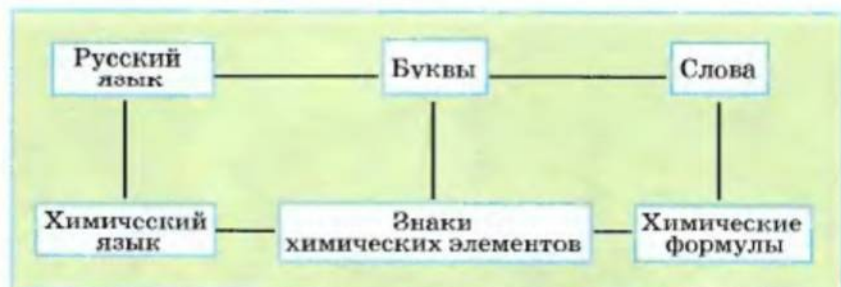 Русский
язык
Буквы
Слова
Химический
язык
Знаки
химических элементов
Химические
формулы